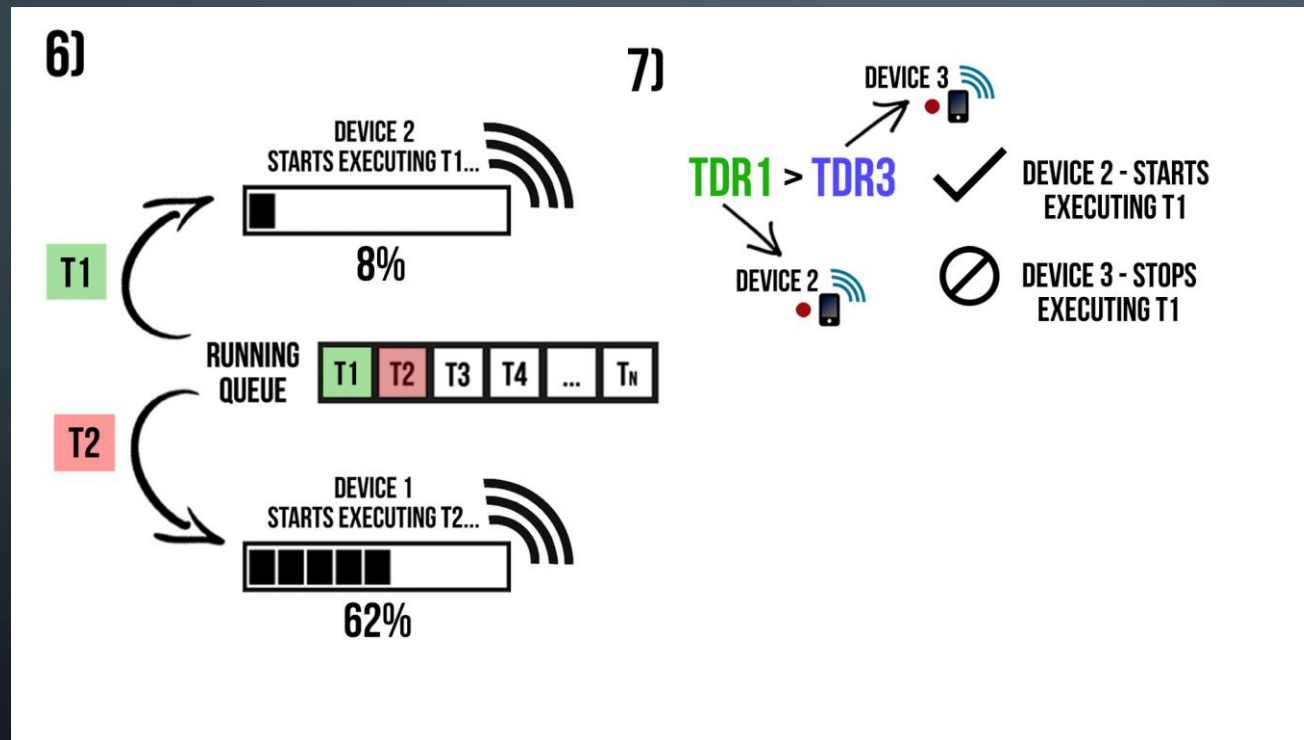 6)
DEVICE 2
STARTS EXECUTING T1...
8%
T1
RUNNING
QUEUE
T1 T2 T3 T4 ... TN
T2
DEVICE 1
STARTS EXECUTING T2...
62%
7)
DEVICE 3
TDR1 > TDR3
DEVICE 2
DEVICE 2 - STARTS
EXECUTING T1
DEVICE 3 - STOPS
EXECUTING T1